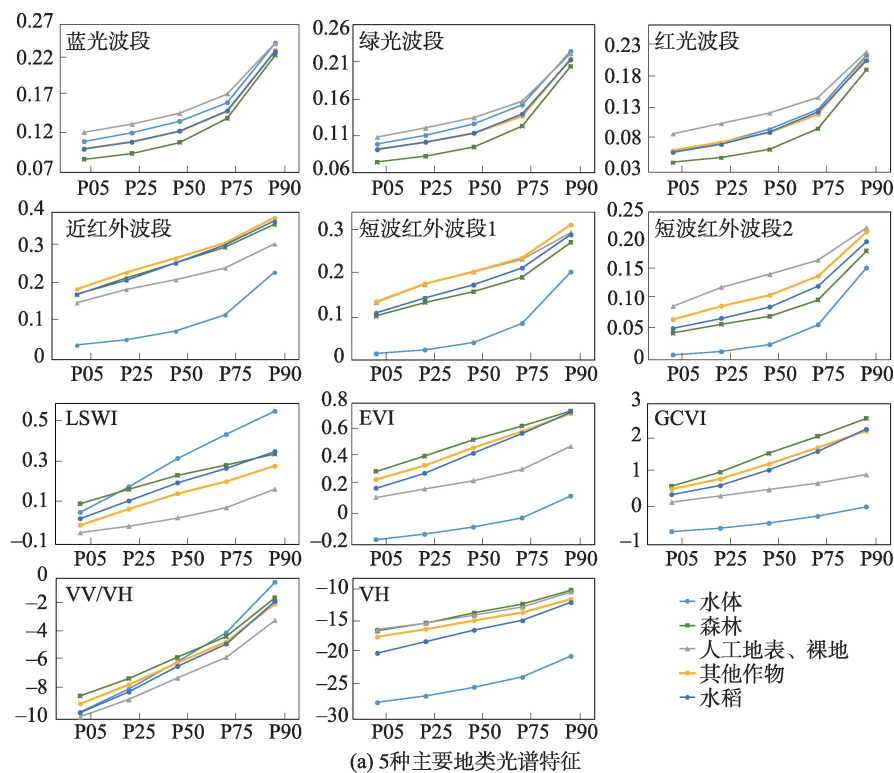 蓝光波段
0.27
0.22
0.17
0.12
0.07
P05 P25 P50 P75 P90
绿光波段
0.26
0.21
0.16
0.11
0.06
P05 P25 P50 P75 P90
红光波段
0.23
0.18
0.13
0.08
0.03
P05 P25 P50 P75 P90
近红外波段
0.4
0.3
0.2
0.1
0
P05 P25 P50 P75 P90
短波红外波段1
0.3
0.2
0.1
0
P05 P25 P50 P75 P90
短波红外波段2
0.25
0.20
0.15
0.10
0.05
0
P05 P25 P50 P75 P90
LSWI
0.5
0.3
0.1
–0.1
P05 P25 P50 P75 P90
EVI
0.8
0.6
0.4
0.2
0
–0.2
P05 P25 P50 P75 P90
GCVI
3
2
1
0
–1
P05 P25 P50 P75 P90
VV/VH
0
–2
–4
–6
–8
–10
P05 P25 P50 P75 P90
VH
–10
–15
–20
–25
–30
P05 P25 P50 P75 P90
水体
森林
人工地表、裸地
其他作物
水稻
(a) 5种主要地类光谱特征